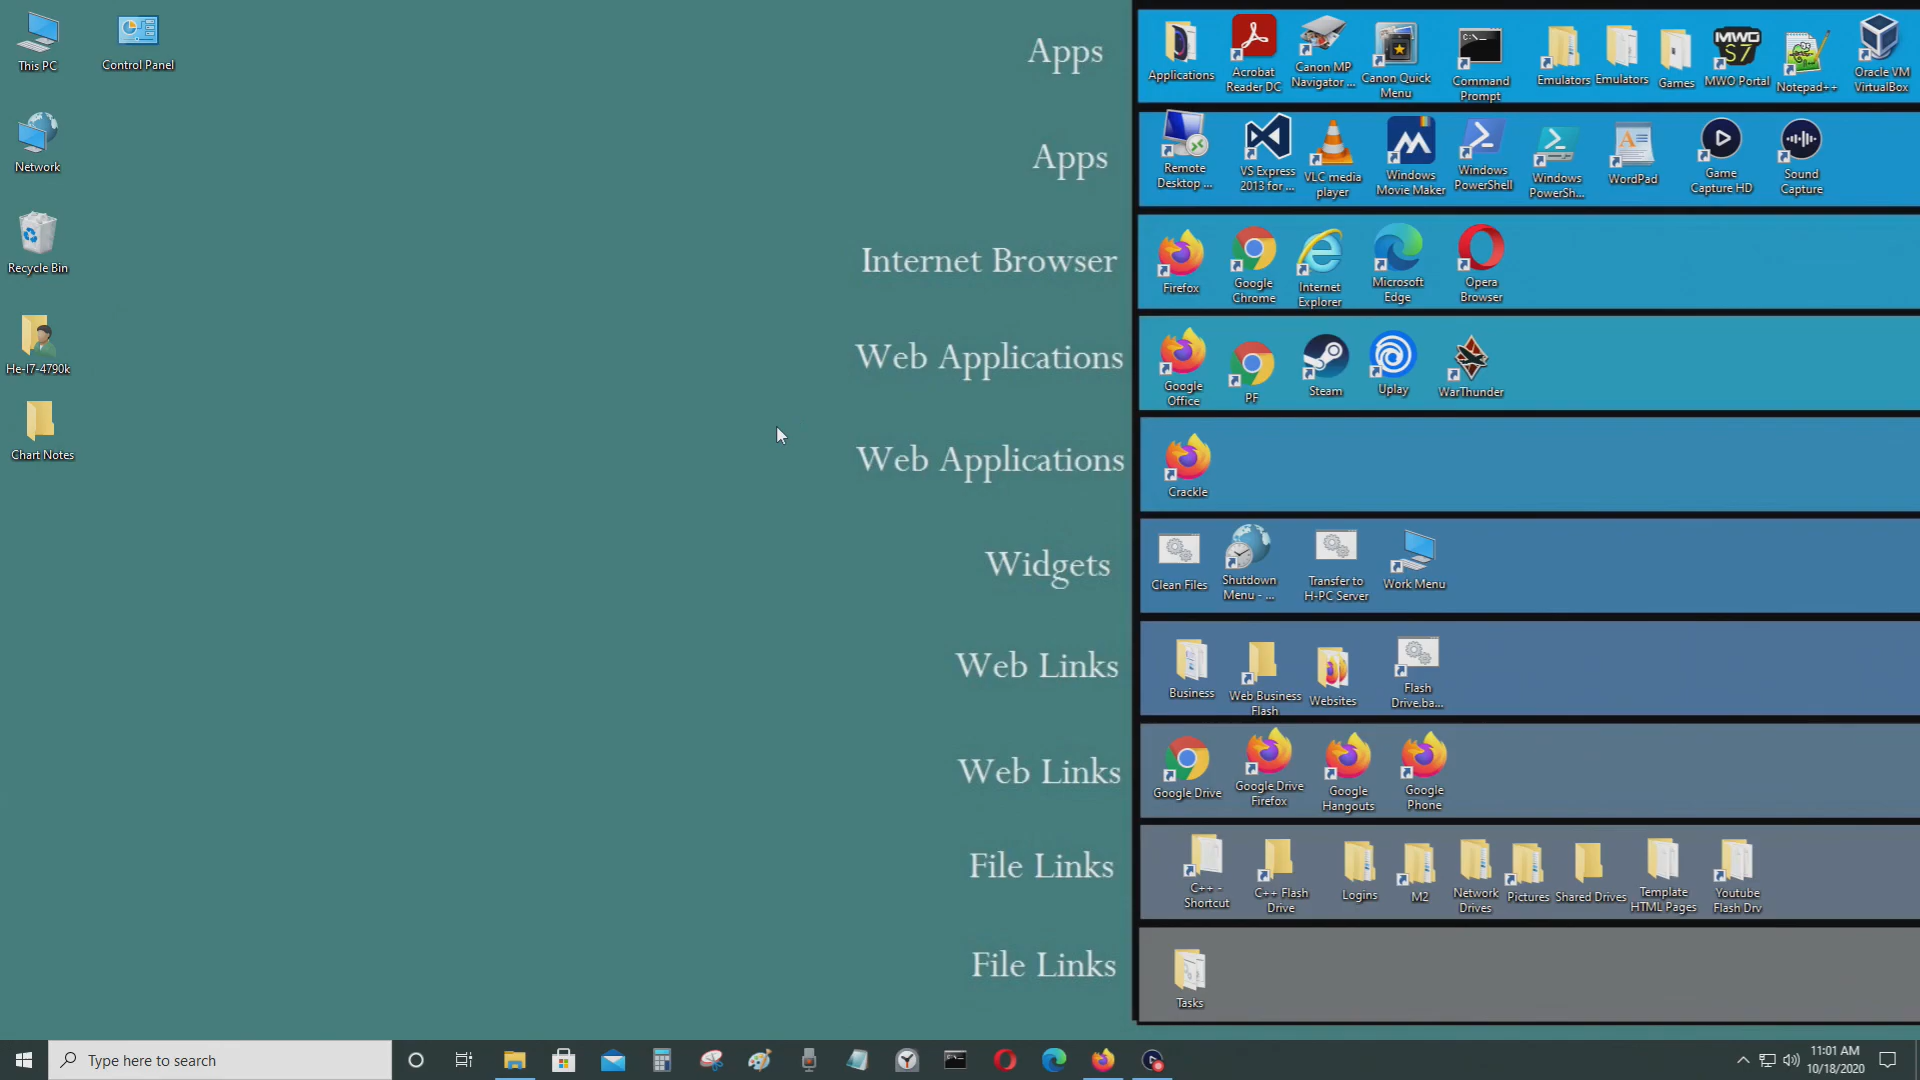 This PC
Control Panel
Network
Recycle Bin
He-I7-4790k
Chart Notes
Apps
Applications
Acrobat
Reader DC
Canon MP
Navigator ...
Canon Quick
Menu
C:\_
Command
Prompt
Emulators
Emulators
Games
MWO
S7
MWO Portal
Notepad++
Oracle VM
VirtualBox
Apps
Remote
Desktop ...
VS Express
2013 for ...
VLC media
player
Windows
Movie Maker
Windows
PowerShell
Windows
PowerSh...
WordPad
Game
Capture HD
Sound
Capture
Internet Browser
Firefox
Google
Chrome
Internet
Explorer
Microsoft
Edge
Opera
Browser
Web Applications
Google
Office
PF
Steam
Uplay
WarThunder
Web Applications
Crackle
Widgets
Clean Files
Shutdown
Menu - ...
Transfer to
H-PC Server
Work Menu
Web Links
Business
Web Business
Flash
Websites
Flash
Drive.ba...
Web Links
Google Drive
Google Drive
Firefox
Google
Hangouts
Google
Phone
File Links
C++ -
Shortcut
C++ Flash
Drive
Logins
M2
Network
Drives
Pictures
Shared Drives
Template
HTML Pages
Youtube
Flash Drv
File Links
Tasks
Type here to search
11:01 AM
10/18/2020